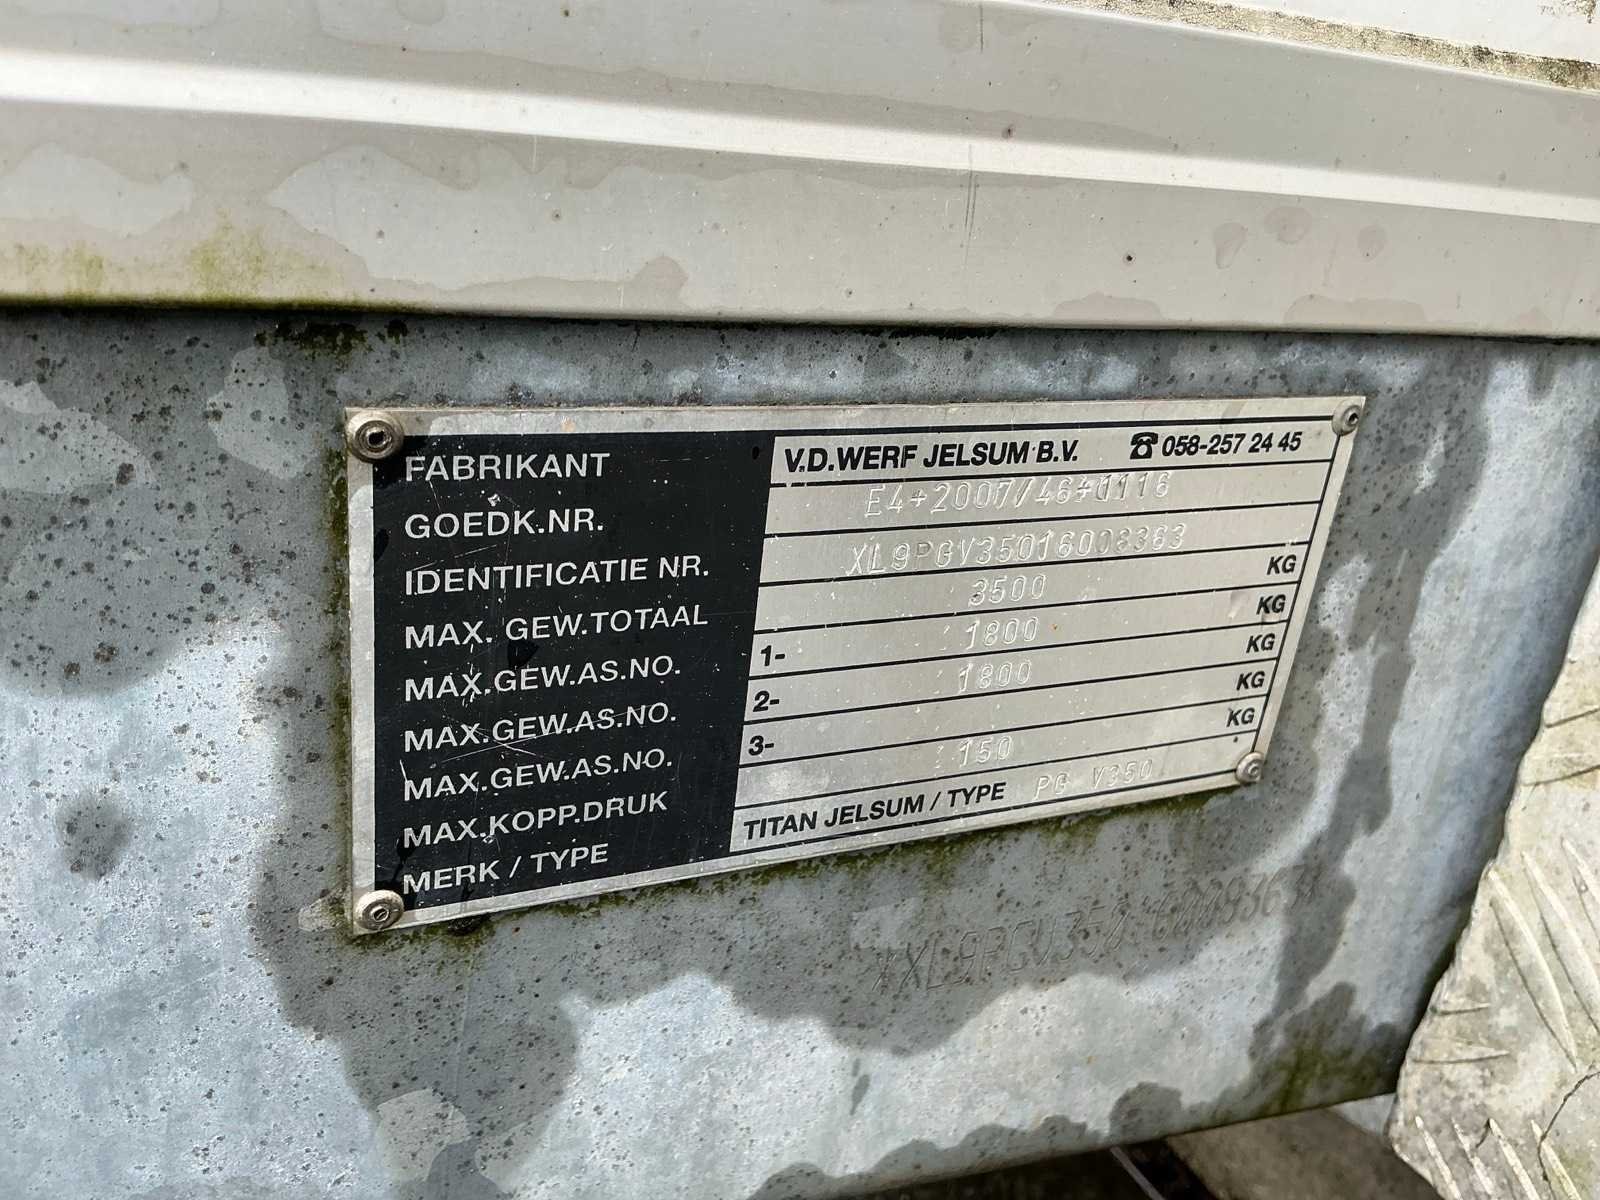 FABRIKANT V.D.WERF JELSUM B.V. ☎ 058-257 24 45
GOEDK.NR. E4*2007/46*0116
IDENTIFICATIE NR. XL9PGV35016008363
MAX. GEW.TOTAAL 3500 KG
MAX.GEW.AS.NO. 1- 1800 KG
MAX.GEW.AS.NO. 2- 1800 KG
MAX.GEW.AS.NO. 3- KG
MAX.KOPP.DRUK 150 KG
MERK / TYPE TITAN JELSUM / TYPE PG V350
*XL9PGV35016008363*